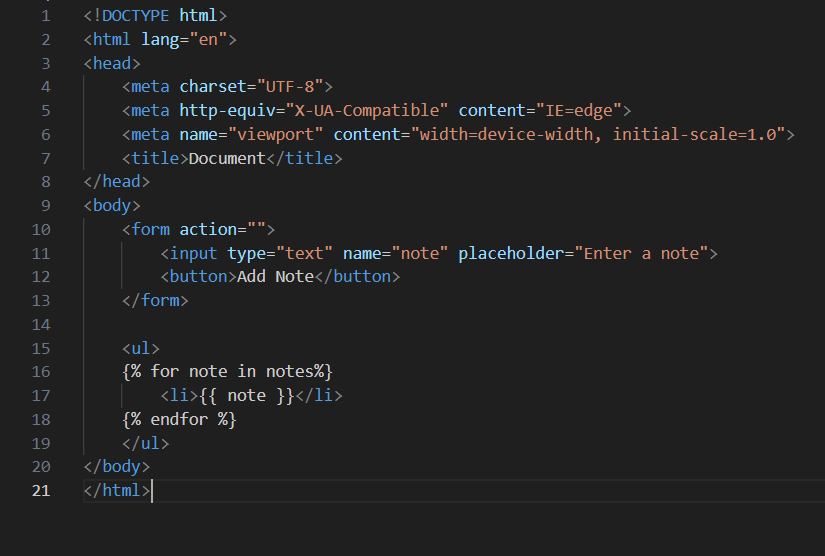 1 <!DOCTYPE html>
2 <html lang="en">
3 <head>
4     <meta charset="UTF-8">
5     <meta http-equiv="X-UA-Compatible" content="IE=edge">
6     <meta name="viewport" content="width=device-width, initial-scale=1.0">
7     <title>Document</title>
8 </head>
9 <body>
10     <form action="">
11         <input type="text" name="note" placeholder="Enter a note">
12         <button>Add Note</button>
13     </form>
14
15     <ul>
16     {% for note in notes%}
17         <li>{{ note }}</li>
18     {% endfor %}
19     </ul>
20 </body>
21 </html>